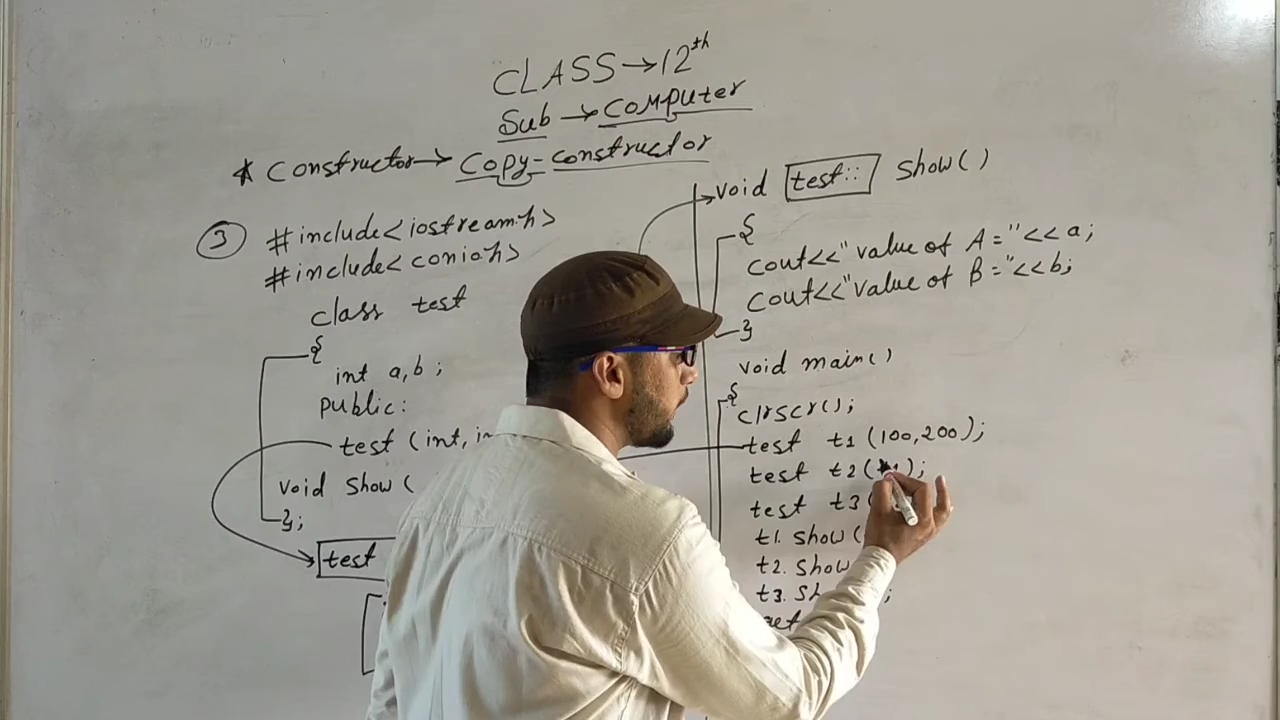 CLASS → 12th
Sub → Computer
* Constructor → Copy-constructor
3 #include<iostream.h>
#include<conio.h>
class test
{
int a,b ;
public:
test (int, in
void show (
};
test
void test:: show()
{
cout<<"value of A="<<a;
cout<<"value of B="<<b;
}
void main()
{
clrscr();
test t1 (100,200);
test t2 (
test t3 (
t1. show (
t2. show
t3. sh ;
get